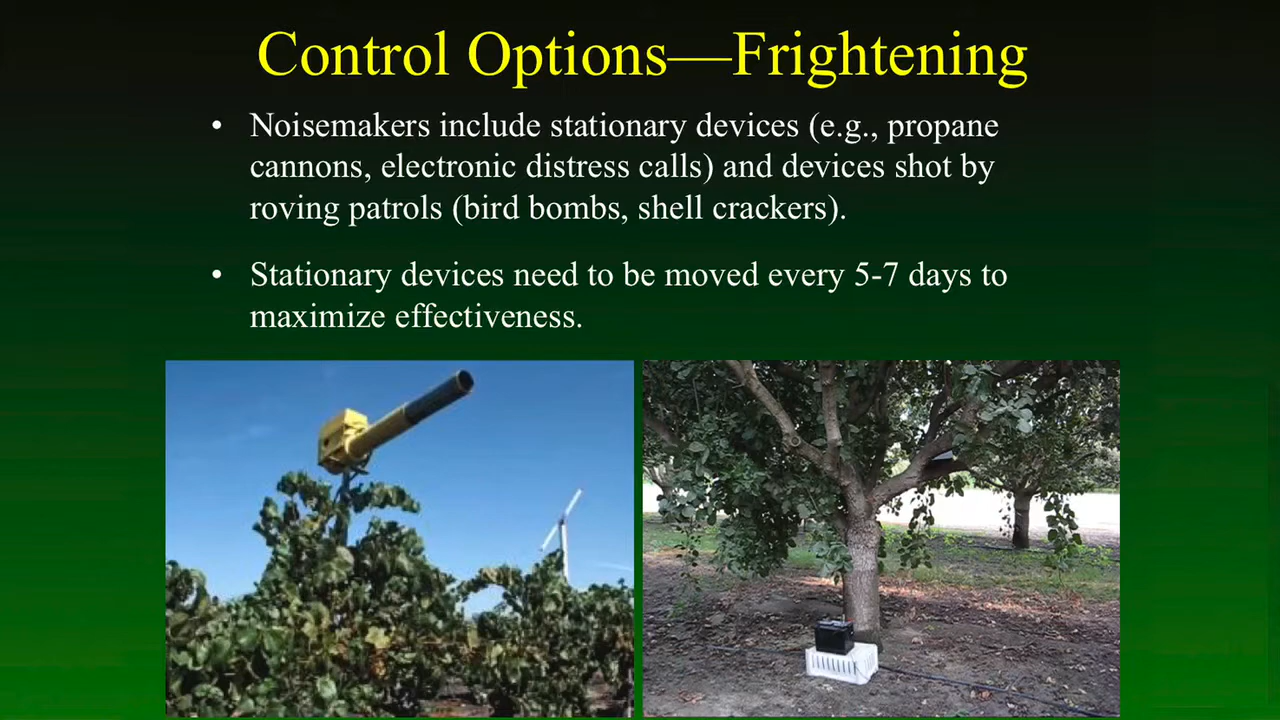 Control Options—Frightening
• Noisemakers include stationary devices (e.g., propane
cannons, electronic distress calls) and devices shot by
roving patrols (bird bombs, shell crackers).
• Stationary devices need to be moved every 5-7 days to
maximize effectiveness.